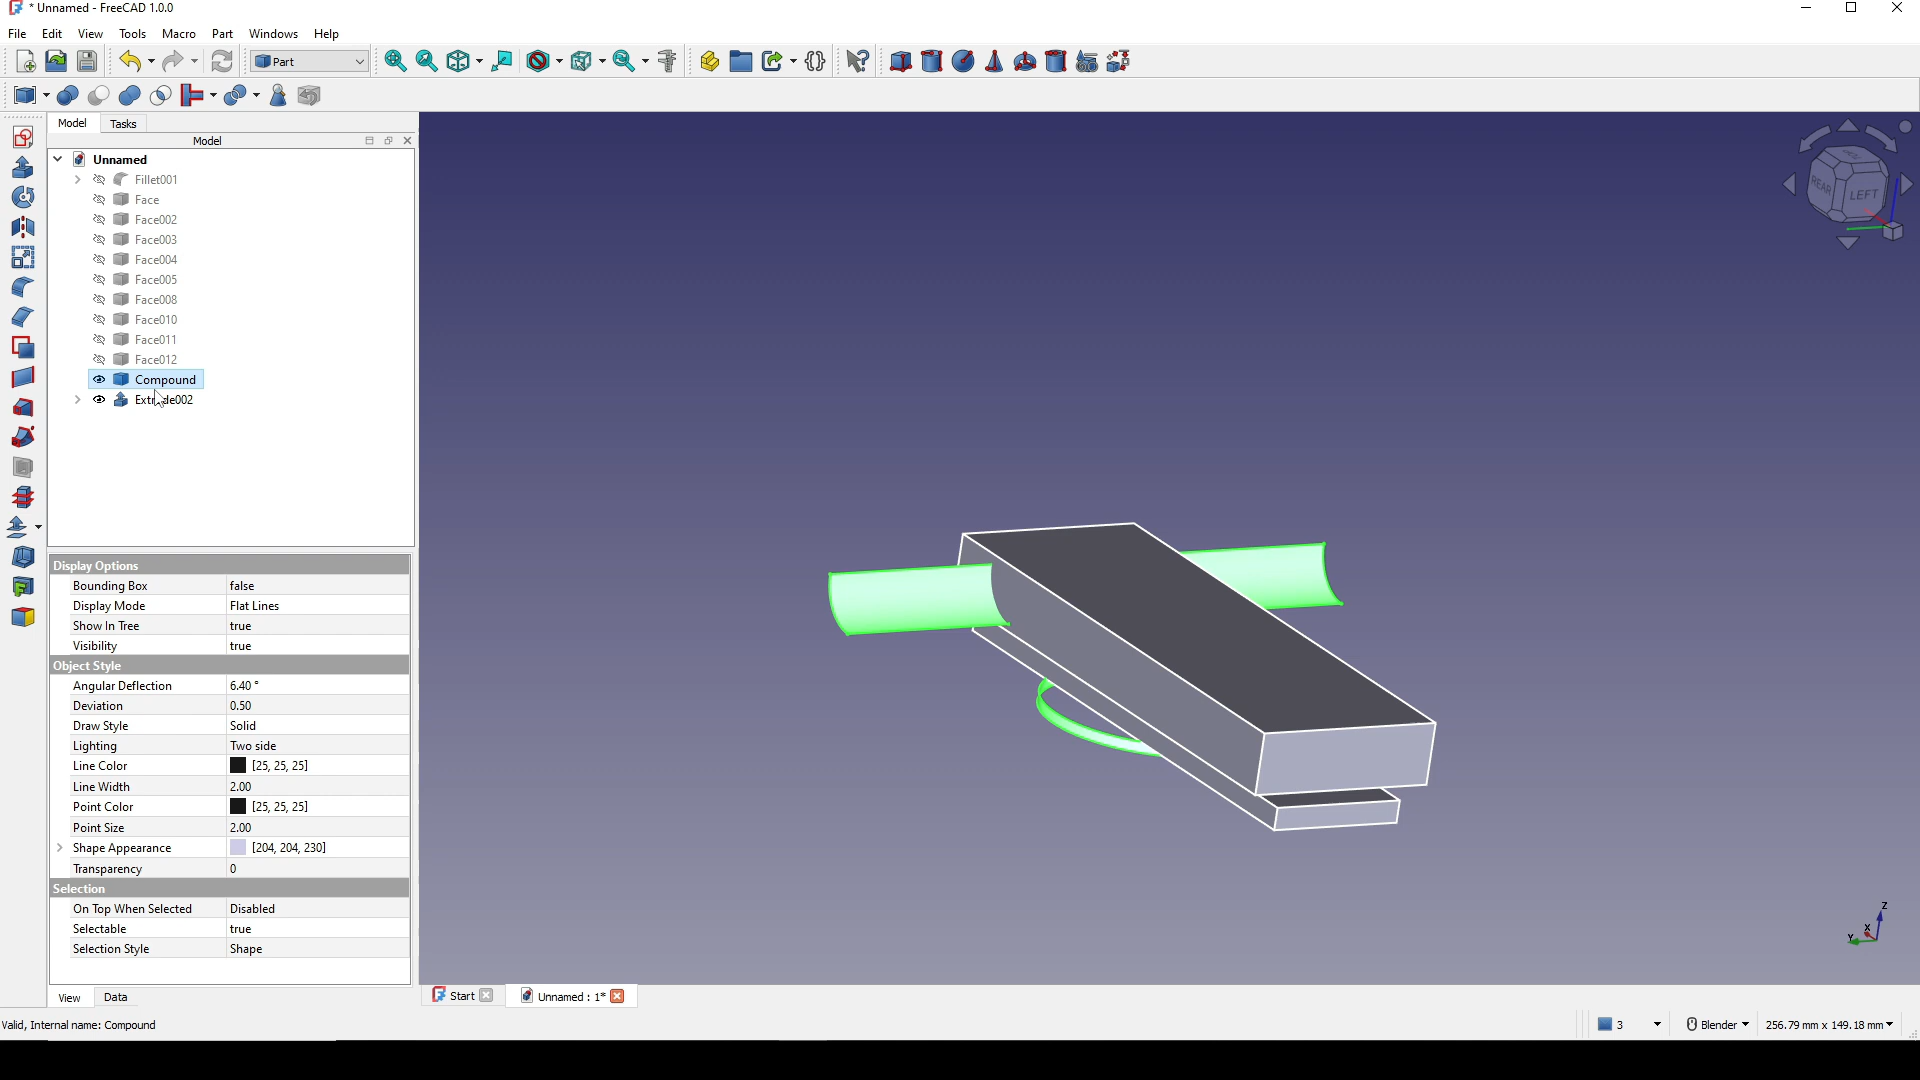 * Unnamed - FreeCAD 1.0.0
File Edit View Tools Macro Part Windows Help
Part
Model Tasks
Model
Unnamed
Fillet001
Face
Face002
Face003
Face004
Face005
Face008
Face010
Face011
Face012
Compound
Extrude002
Display Options
Bounding Box false
Display Mode Flat Lines
Show In Tree true
Visibility true
Object Style
Angular Deflection 6.40 °
Deviation 0.50
Draw Style Solid
Lighting Two side
Line Color [25, 25, 25]
Line Width 2.00
Point Color [25, 25, 25]
Point Size 2.00
Shape Appearance [204, 204, 230]
Transparency 0
Selection
On Top When Selected Disabled
Selectable true
Selection Style Shape
View Data
REAR LEFT
Z
X
Y
Start Unnamed : 1*
Valid, Internal name: Compound
3 Blender 256.79 mm x 149.18 mm